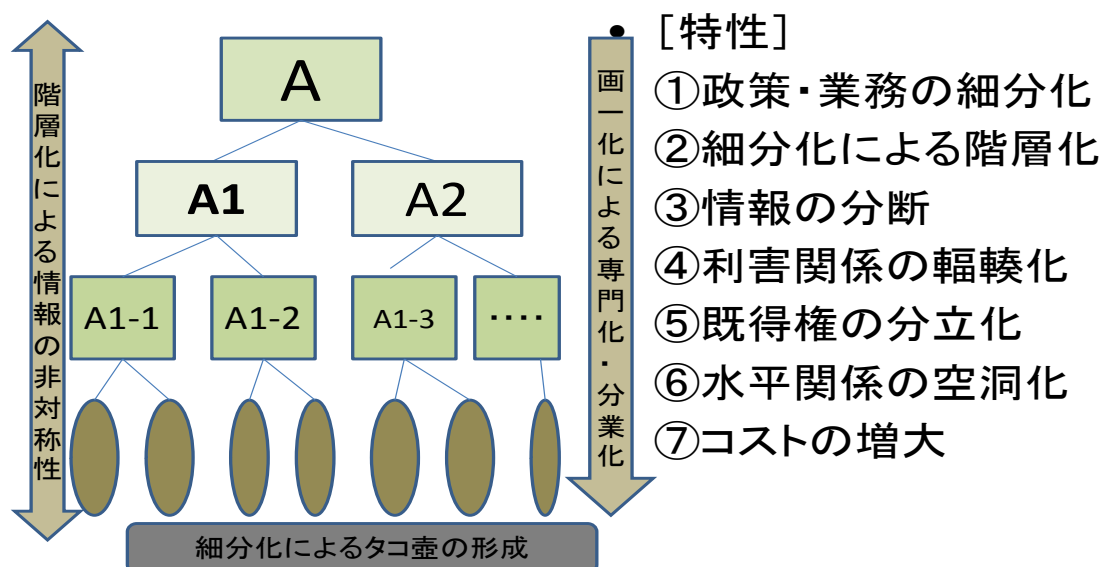 階層化による情報の非対称性
A
A1
A2
A1-1
A1-2
A1-3
････
細分化によるタコ壺の形成
画一化による専門化・分業化
• ［特性］
①政策・業務の細分化
②細分化による階層化
③情報の分断
④利害関係の輻輳化
⑤既得権の分立化
⑥水平関係の空洞化
⑦コストの増大